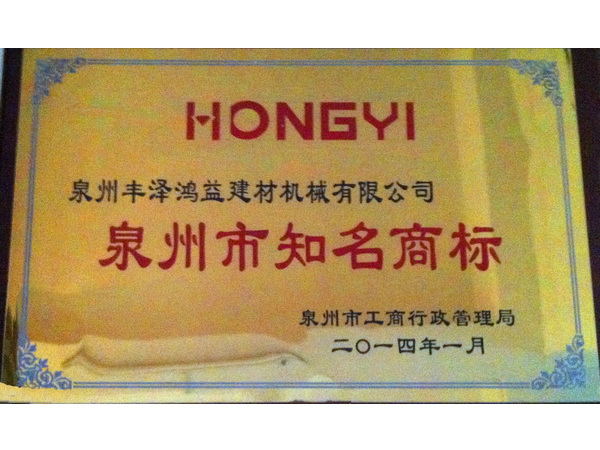 HONGYI
泉州丰泽鸿益建材机械有限公司
泉州市知名商标
泉州市工商行政管理局
二〇一四年一月